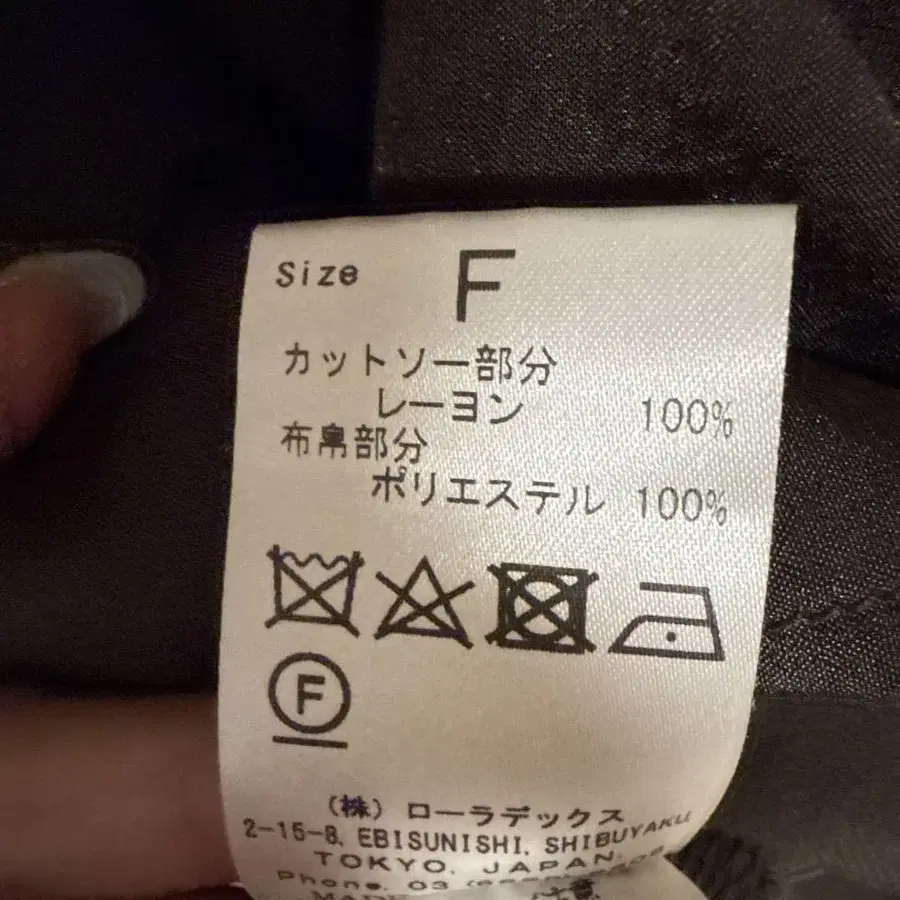 Size F
カットソー部分
レーヨン 100%
布帛部分
ポリエステル 100%
F
(株) ローラデックス
2-15-8, EBISUNISHI, SHIBUYAKU
TOKYO, JAPAN.
Phone. 03